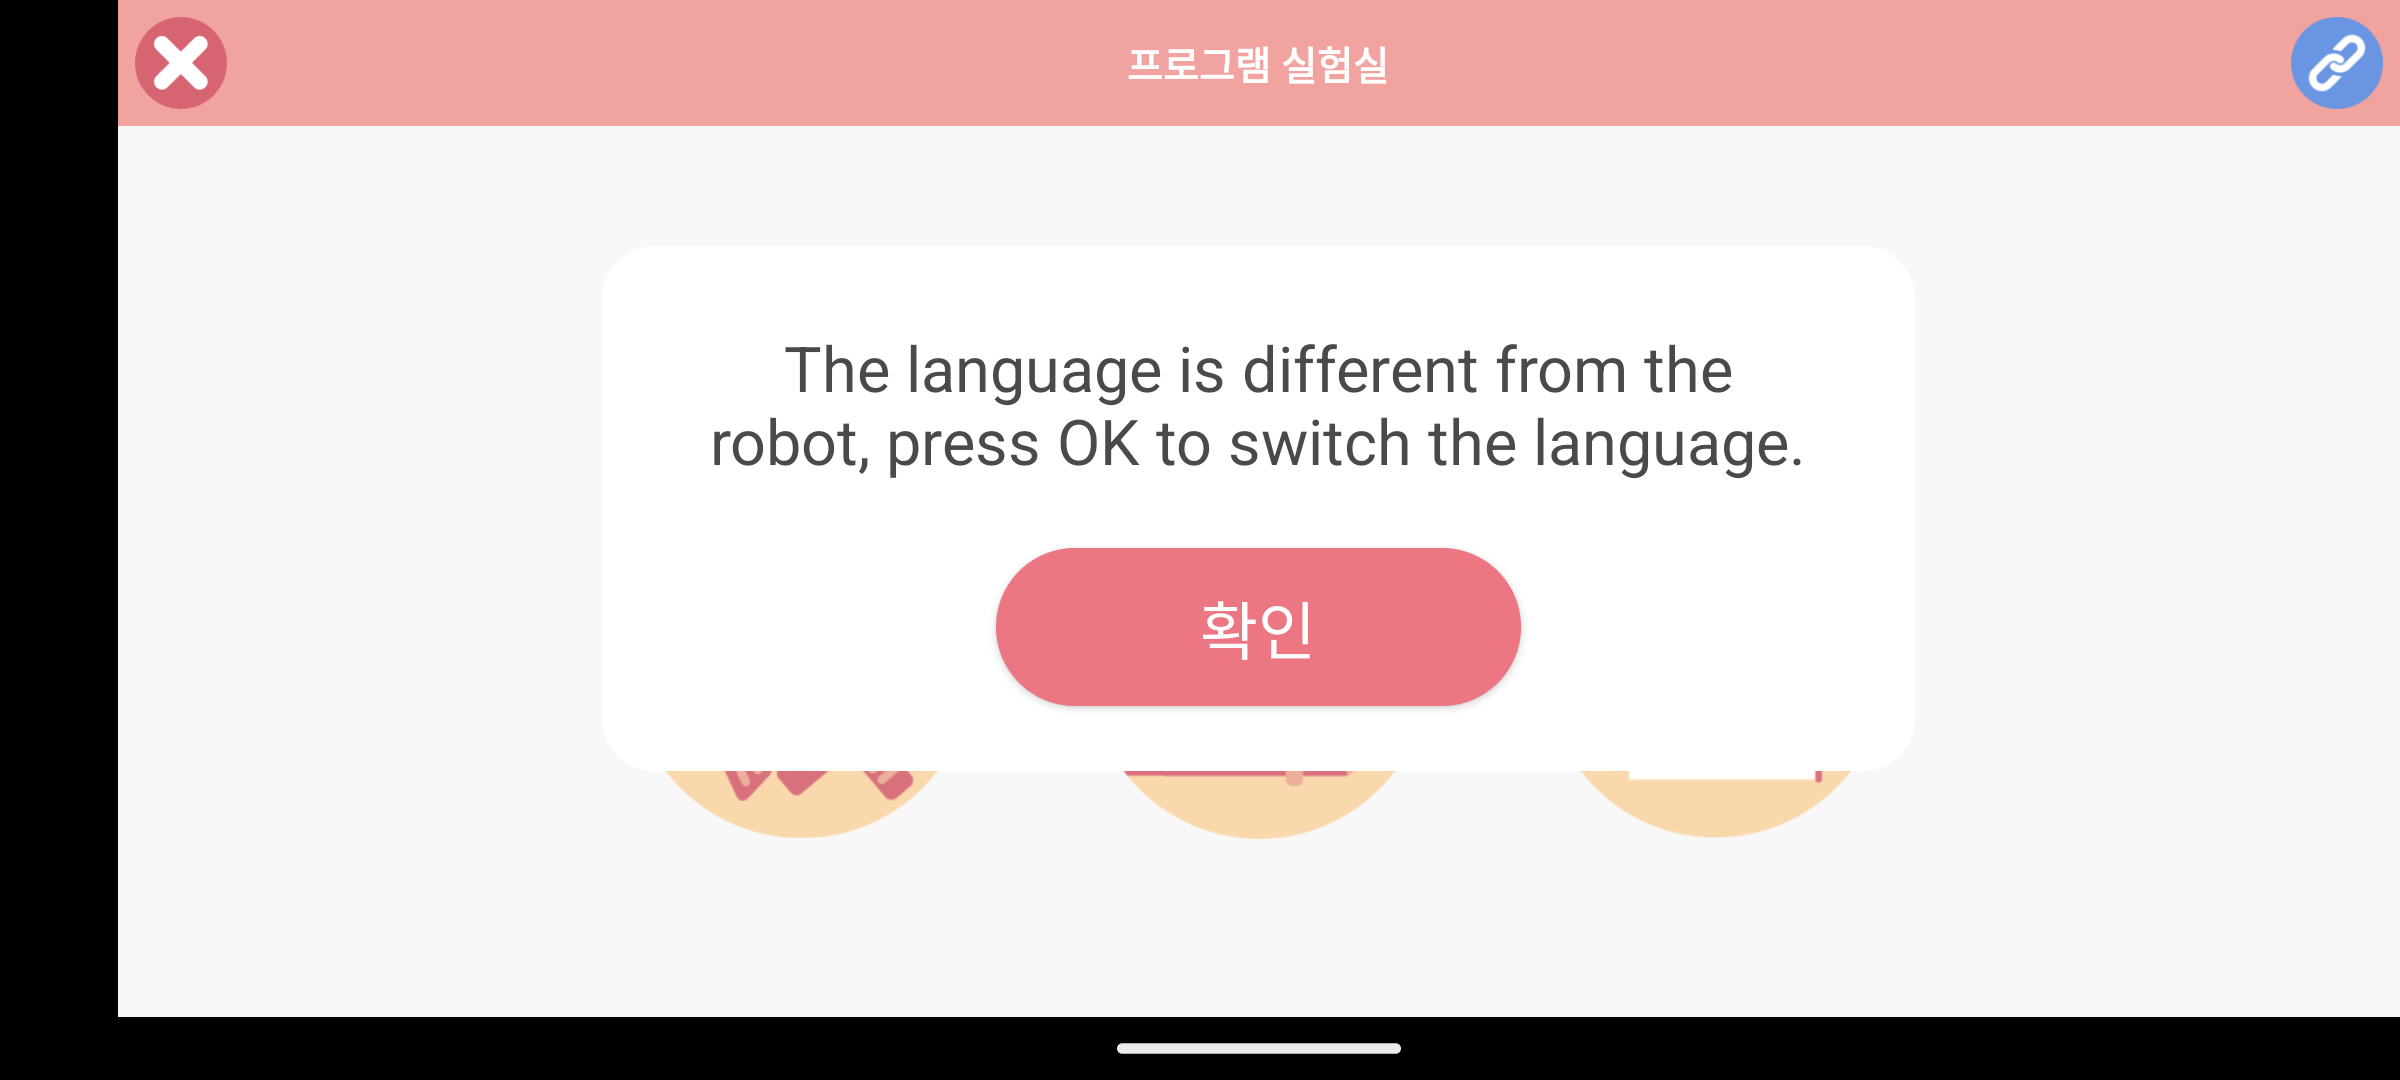 프로그램 실험실
The language is different from the
robot, press OK to switch the language.
확인